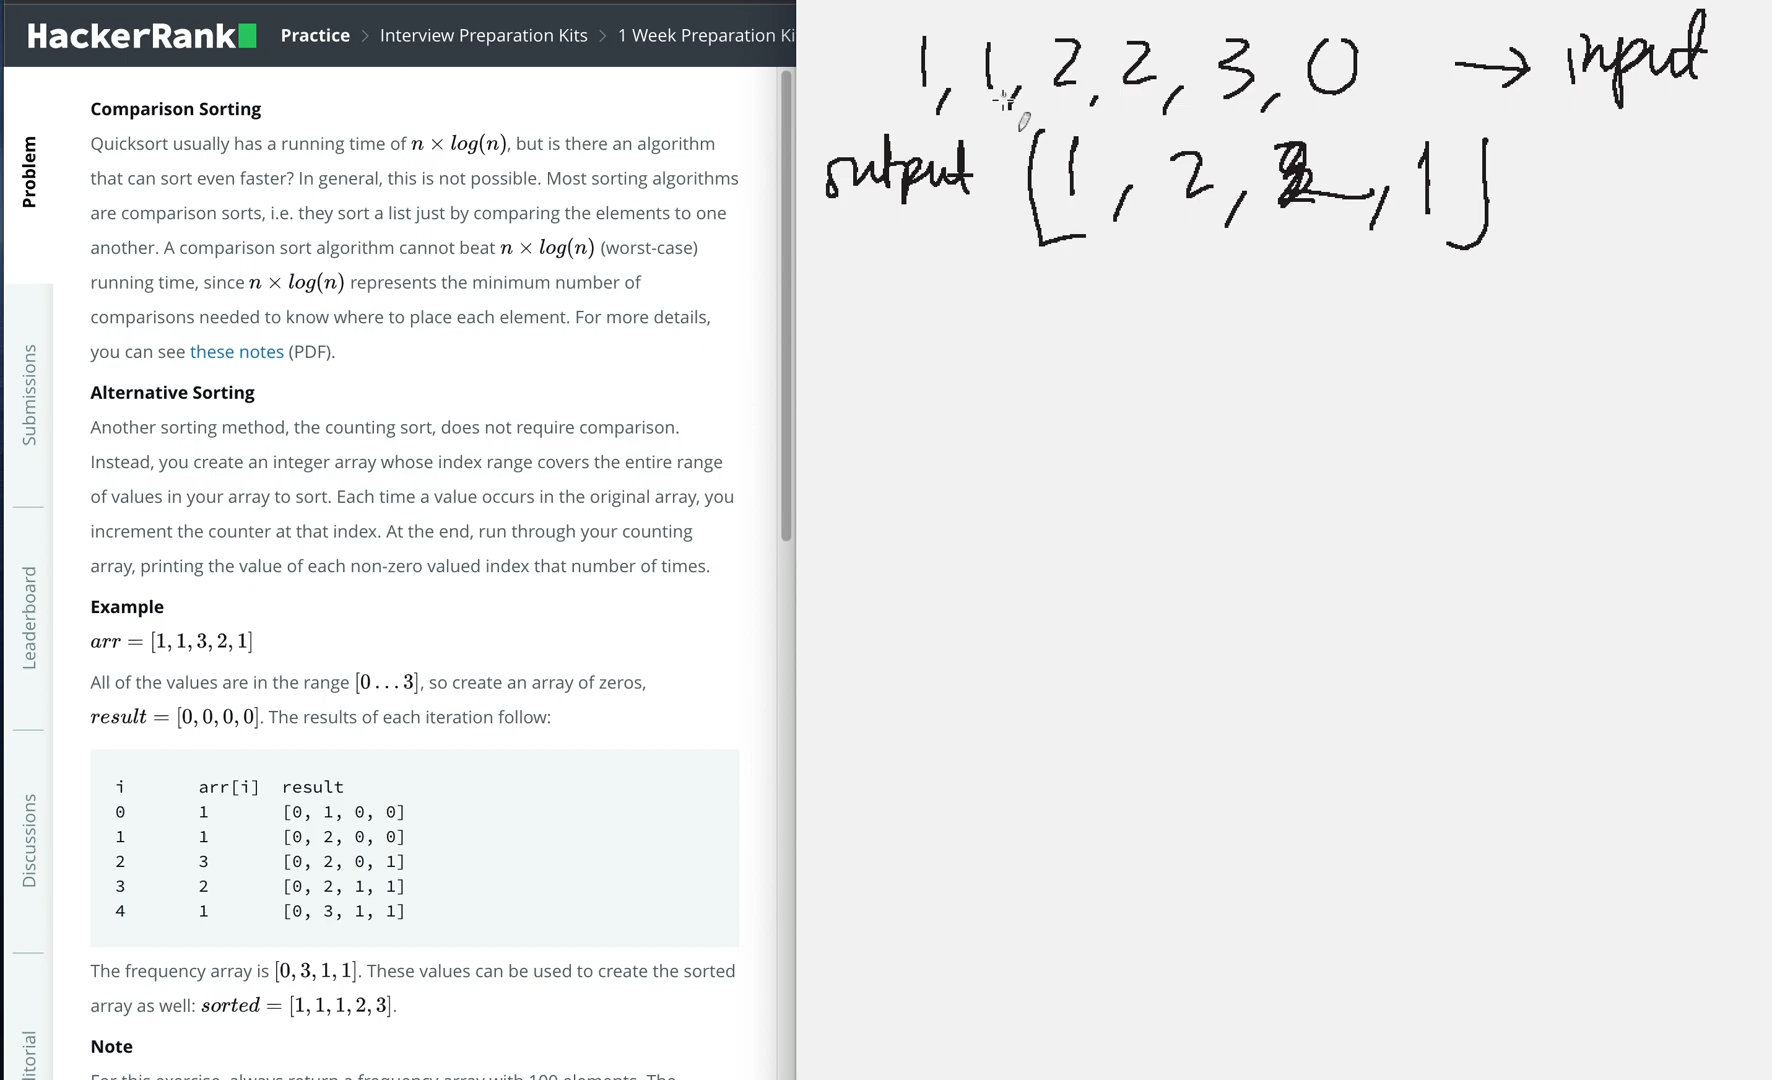 HackerRank
Practice > Interview Preparation Kits > 1 Week Preparation Ki
Problem
Submissions
Leaderboard
Discussions
ditorial
Comparison Sorting
Quicksort usually has a running time of n × log(n), but is there an algorithm
that can sort even faster? In general, this is not possible. Most sorting algorithms
are comparison sorts, i.e. they sort a list just by comparing the elements to one
another. A comparison sort algorithm cannot beat n × log(n) (worst-case)
running time, since n × log(n) represents the minimum number of
comparisons needed to know where to place each element. For more details,
you can see these notes (PDF).
Alternative Sorting
Another sorting method, the counting sort, does not require comparison.
Instead, you create an integer array whose index range covers the entire range
of values in your array to sort. Each time a value occurs in the original array, you
increment the counter at that index. At the end, run through your counting
array, printing the value of each non-zero valued index that number of times.
Example
arr = [1, 1, 3, 2, 1]
All of the values are in the range [0 . . . 3], so create an array of zeros,
result = [0, 0, 0, 0]. The results of each iteration follow:
i arr[i] result
0 1 [0, 1, 0, 0]
1 1 [0, 2, 0, 0]
2 3 [0, 2, 0, 1]
3 2 [0, 2, 1, 1]
4 1 [0, 3, 1, 1]
The frequency array is [0, 3, 1, 1]. These values can be used to create the sorted
array as well: sorted = [1, 1, 1, 2, 3].
Note
For this exercise, always return a frequency array with 100 elements. The
1, 1, 2, 2, 3, 0 → input
output [1, 2, 2, 1]